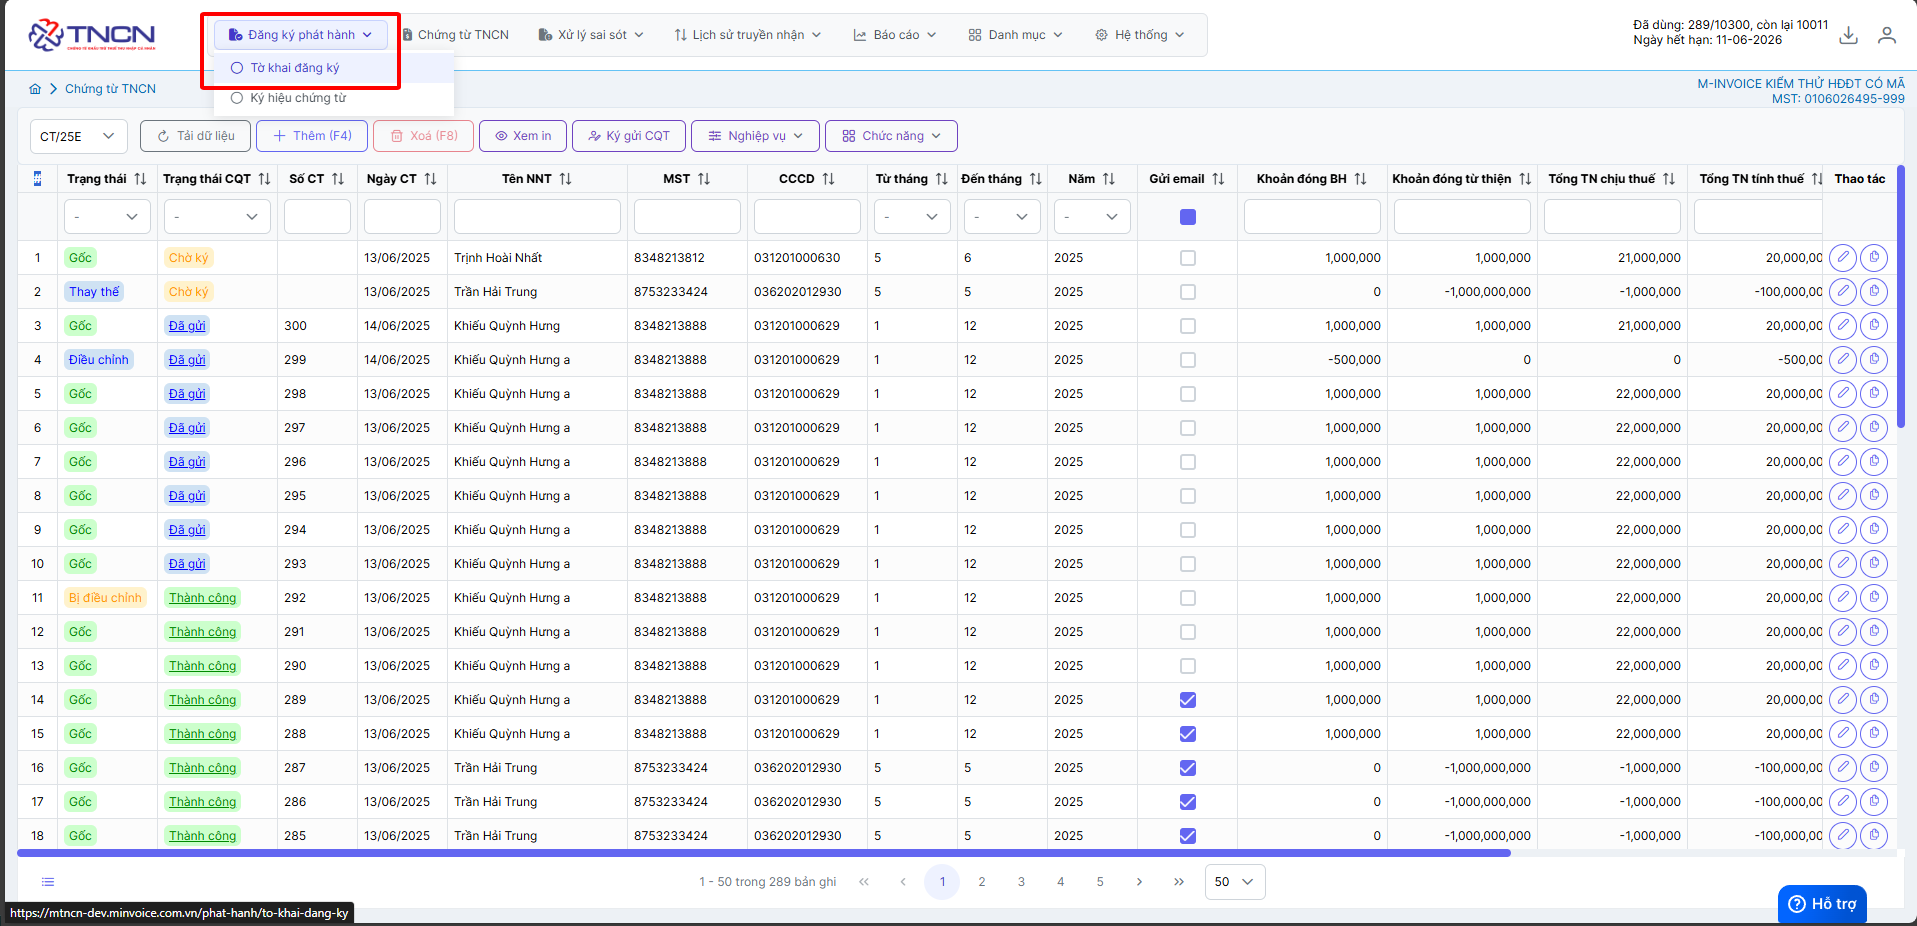 TNCN
CHỨNG TỪ KHẤU TRỪ THUẾ THU NHẬP CÁ NHÂN
Đăng ký phát hành
Chứng từ TNCN
Xử lý sai sót
Lịch sử truyền nhận
Báo cáo
Danh mục
Hệ thống
Đã dùng: 289/10300, còn lại 10011
Ngày hết hạn: 11-06-2026
Tờ khai đăng ký
Ký hiệu chứng từ
Chứng từ TNCN
M-INVOICE KIỂM THỬ HĐĐT CÓ MÃ
MST: 0106026495-999
CT/25E
Tải dữ liệu
Thêm (F4)
Xoá (F8)
Xem in
Ký gửi CQT
Nghiệp vụ
Chức năng
Trạng thái Trạng thái CQT Số CT Ngày CT Tên NNT MST CCCD Từ tháng Đến tháng Năm Gửi email Khoản đóng BH Khoản đóng từ thiện Tổng TN chịu thuế Tổng TN tính thuế Thao tác
- - - - -
1 Gốc Chờ ký 13/06/2025 Trịnh Hoài Nhất 8348213812 031201000630 5 6 2025 1,000,000 1,000,000 21,000,000 20,000,00
2 Thay thế Chờ ký 13/06/2025 Trần Hải Trung 8753233424 036202012930 5 5 2025 0 -1,000,000,000 -1,000,000 -100,000,00
3 Gốc Đã gửi 300 14/06/2025 Khiếu Quỳnh Hưng 8348213888 031201000629 1 12 2025 1,000,000 1,000,000 21,000,000 20,000,00
4 Điều chỉnh Đã gửi 299 14/06/2025 Khiếu Quỳnh Hưng a 8348213888 031201000629 1 12 2025 -500,000 0 0 -500,00
5 Gốc Đã gửi 298 13/06/2025 Khiếu Quỳnh Hưng a 8348213888 031201000629 1 12 2025 1,000,000 1,000,000 22,000,000 20,000,00
6 Gốc Đã gửi 297 13/06/2025 Khiếu Quỳnh Hưng a 8348213888 031201000629 1 12 2025 1,000,000 1,000,000 22,000,000 20,000,00
7 Gốc Đã gửi 296 13/06/2025 Khiếu Quỳnh Hưng a 8348213888 031201000629 1 12 2025 1,000,000 1,000,000 22,000,000 20,000,00
8 Gốc Đã gửi 295 13/06/2025 Khiếu Quỳnh Hưng a 8348213888 031201000629 1 12 2025 1,000,000 1,000,000 22,000,000 20,000,00
9 Gốc Đã gửi 294 13/06/2025 Khiếu Quỳnh Hưng a 8348213888 031201000629 1 12 2025 1,000,000 1,000,000 22,000,000 20,000,00
10 Gốc Đã gửi 293 13/06/2025 Khiếu Quỳnh Hưng a 8348213888 031201000629 1 12 2025 1,000,000 1,000,000 22,000,000 20,000,00
11 Bị điều chỉnh Thành công 292 13/06/2025 Khiếu Quỳnh Hưng a 8348213888 031201000629 1 12 2025 1,000,000 1,000,000 22,000,000 20,000,00
12 Gốc Thành công 291 13/06/2025 Khiếu Quỳnh Hưng a 8348213888 031201000629 1 12 2025 1,000,000 1,000,000 22,000,000 20,000,00
13 Gốc Thành công 290 13/06/2025 Khiếu Quỳnh Hưng a 8348213888 031201000629 1 12 2025 1,000,000 1,000,000 22,000,000 20,000,00
14 Gốc Thành công 289 13/06/2025 Khiếu Quỳnh Hưng a 8348213888 031201000629 1 12 2025 1,000,000 1,000,000 22,000,000 20,000,00
15 Gốc Thành công 288 13/06/2025 Khiếu Quỳnh Hưng a 8348213888 031201000629 1 12 2025 1,000,000 1,000,000 22,000,000 20,000,00
16 Gốc Thành công 287 13/06/2025 Trần Hải Trung 8753233424 036202012930 5 5 2025 0 -1,000,000,000 -1,000,000 -100,000,00
17 Gốc Thành công 286 13/06/2025 Trần Hải Trung 8753233424 036202012930 5 5 2025 0 -1,000,000,000 -1,000,000 -100,000,00
18 Gốc Thành công 285 13/06/2025 Trần Hải Trung 8753233424 036202012930 5 5 2025 0 -1,000,000,000 -1,000,000 -100,000,00
1 - 50 trong 289 bản ghi
1 2 3 4 5
50
https://mtncn-dev.minvoice.com.vn/phat-hanh/to-khai-dang-ky
Hỗ trợ